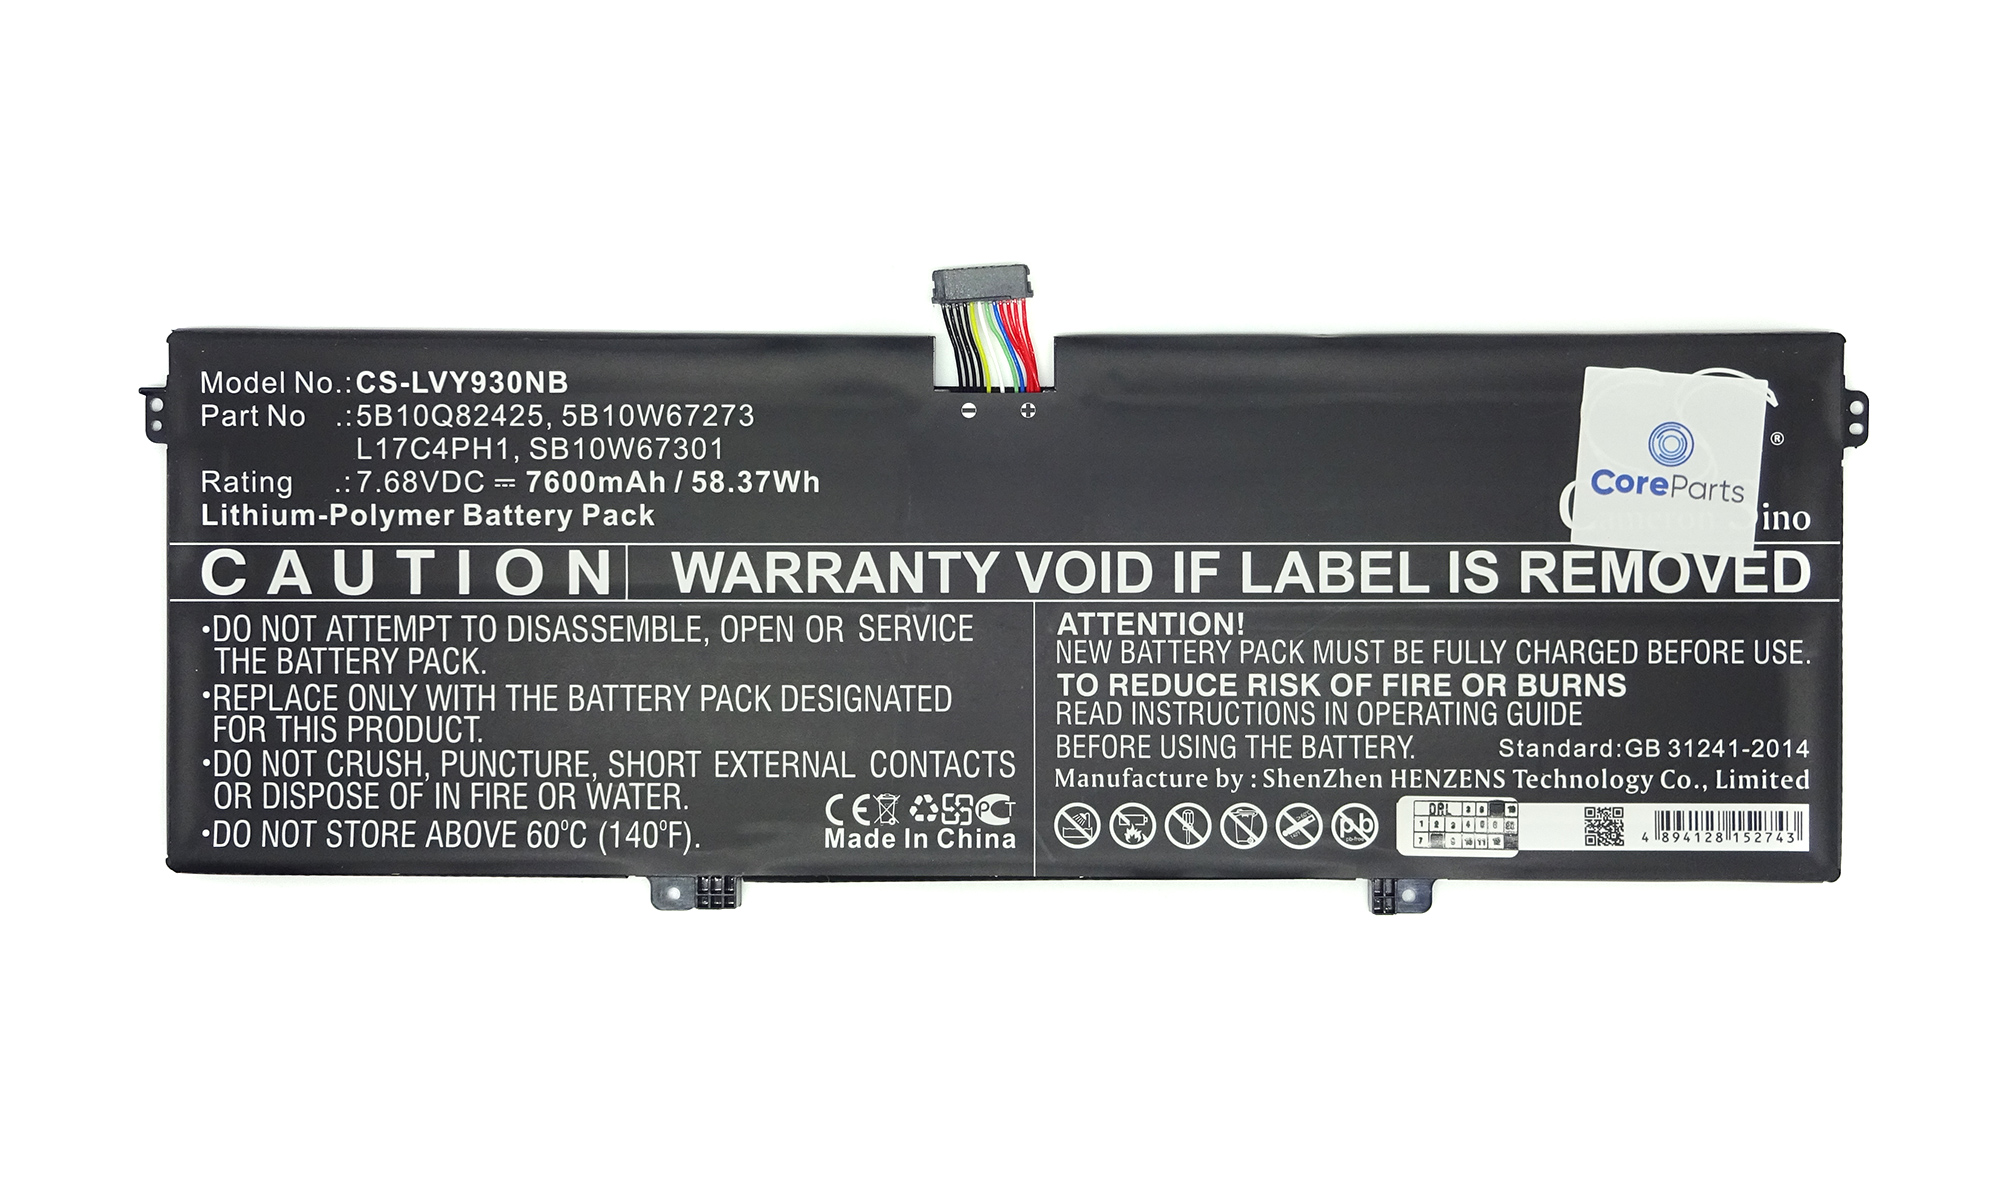 Model No.:CS-LVY930NB
Part No .:5B10Q82425, 5B10W67273
L17C4PH1, SB10W67301
Rating .:7.68VDC ⎓ 7600mAh / 58.37Wh
Lithium-Polymer Battery Pack
®
CoreParts
CAUTION
WARRANTY VOID IF LABEL IS REMOVED
•DO NOT ATTEMPT TO DISASSEMBLE, OPEN OR SERVICE
THE BATTERY PACK.
•REPLACE ONLY WITH THE BATTERY PACK DESIGNATED
FOR THIS PRODUCT.
•DO NOT CRUSH, PUNCTURE, SHORT EXTERNAL CONTACTS
OR DISPOSE OF IN FIRE OR WATER.
•DO NOT STORE ABOVE 60°C (140°F).
CE
PCT
Made In China
ATTENTION!
NEW BATTERY PACK MUST BE FULLY CHARGED BEFORE USE.
TO REDUCE RISK OF FIRE OR BURNS
READ INSTRUCTIONS IN OPERATING GUIDE
BEFORE USING THE BATTERY.
Standard:GB 31241-2014
Manufacture by : ShenZhen HENZENS Technology Co., Limited
pb
4 894128 152743